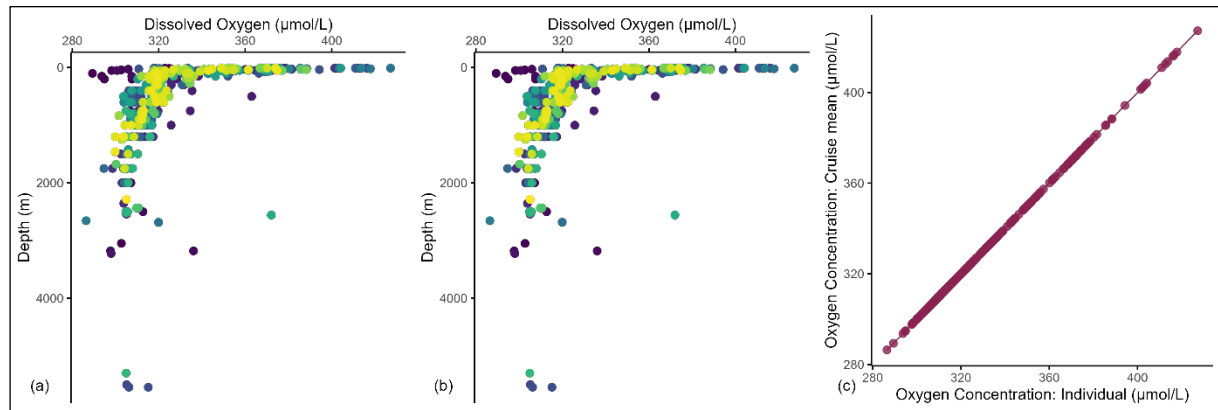 Dissolved Oxygen (µmol/L)
280 320 360 400
0
2000
4000
Depth (m)
(a)
Dissolved Oxygen (µmol/L)
280 320 360 400
0
2000
4000
Depth (m)
(b)
Oxygen Concentration: Cruise mean (µmol/L)
400
360
320
280
280 320 360 400
Oxygen Concentration: Individual (µmol/L)
(c)